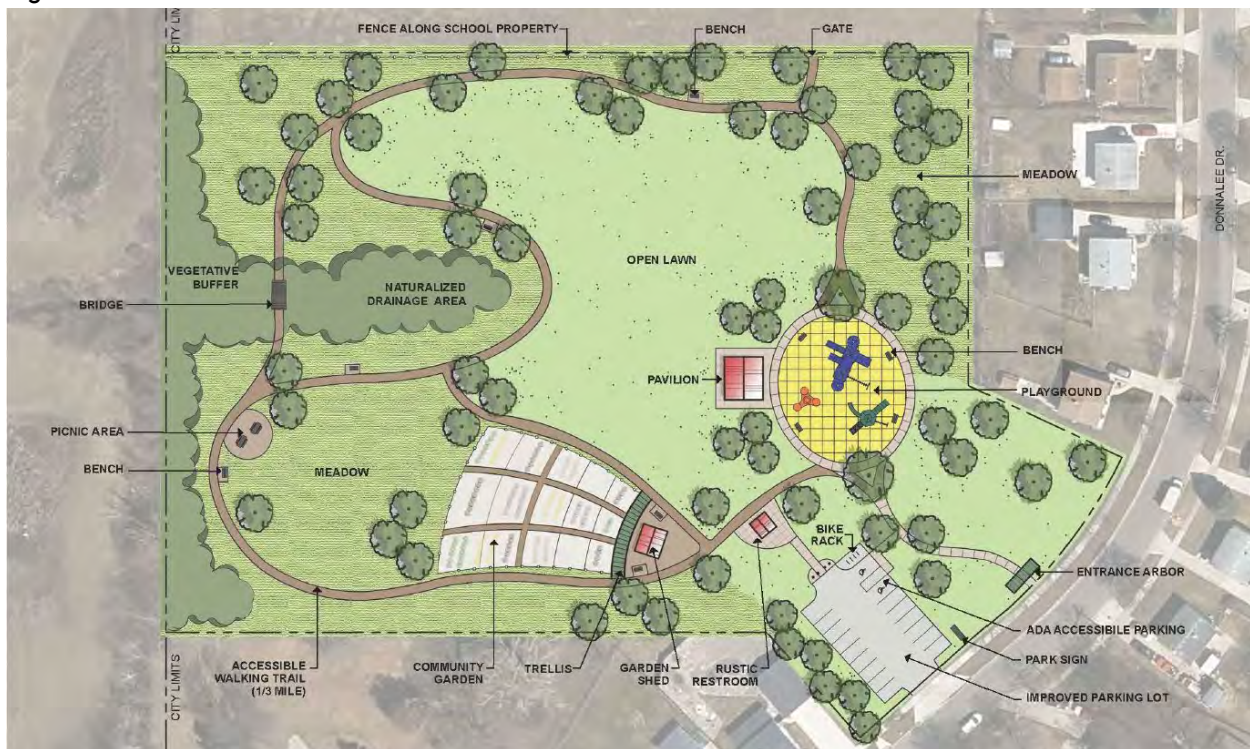 CITY LIMITS
FENCE ALONG SCHOOL PROPERTY
BENCH
GATE
MEADOW
DONNALEE DR.
OPEN LAWN
VEGETATIVE
BUFFER
NATURALIZED
DRAINAGE AREA
BRIDGE
BENCH
PAVILION
PLAYGROUND
PICNIC AREA
BENCH
MEADOW
BIKE
RACK
ENTRANCE ARBOR
ADA ACCESSIBILE PARKING
PARK SIGN
IMPROVED PARKING LOT
CITY LIMITS
ACCESSIBLE
WALKING TRAIL
(1/3 MILE)
COMMUNITY
GARDEN
TRELLIS
GARDEN
SHED
RUSTIC
RESTROOM